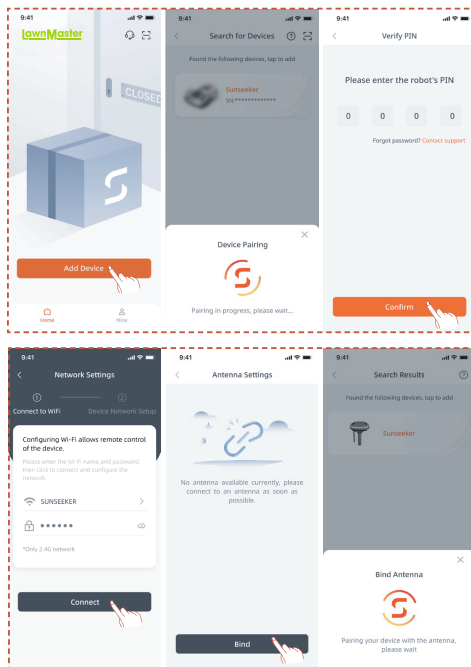 9:41
LawnMaster
CLOSED
Add Device
Home
Mine
9:41
Search for Devices
Found the following devices, tap to add
Sunseeker
SN:*************
Device Pairing
Pairing in progress, please wait...
9:41
Verify PIN
Please enter the robot's PIN
0 0 0 0
Forgot password? Contact support
Confirm
9:41
Network Settings
1 2
Connect to WiFi Device Network Setup
Configuring Wi-Fi allows remote control
of the device.
Please enter the Wi-Fi name and password,
then click to connect and configure the
network.
SUNSEEKER
*Only 2.4G network
Connect
9:41
Antenna Settings
No antenna available currently, please
connect to an antenna as soon as
possible.
Bind
9:41
Search Results
Found the following devices, tap to add
Sunseeker
Bind Antenna
Pairing your device with the antenna,
please wait